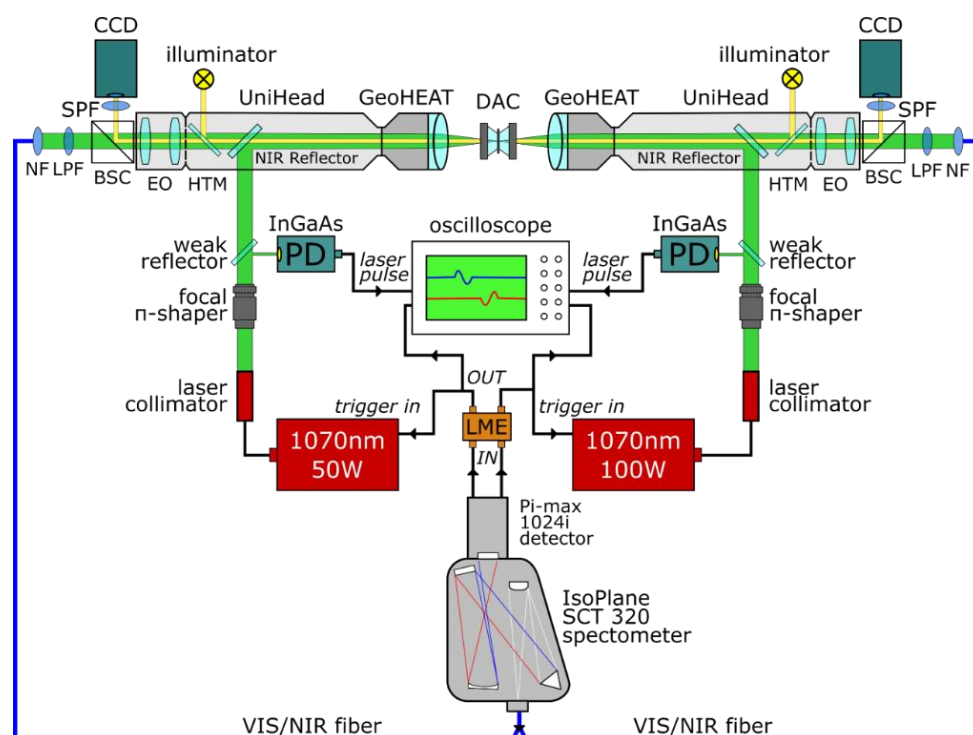 CCD
CCD
illuminator
illuminator
SPF
UniHead
GeoHEAT
DAC
GeoHEAT
UniHead
SPF
NIR Reflector
NIR Reflector
NF
LPF
BSC
EO
HTM
HTM
EO
BSC
LPF
NF
InGaAs
PD
oscilloscope
InGaAs
PD
weak
reflector
laser
pulse
laser
pulse
weak
reflector
focal
π-shaper
focal
π-shaper
laser
collimator
OUT
laser
collimator
trigger in
LME
trigger in
1070nm
50W
IN
1070nm
100W
Pi-max
1024i
detector
IsoPlane
SCT 320
spectometer
VIS/NIR fiber
VIS/NIR fiber